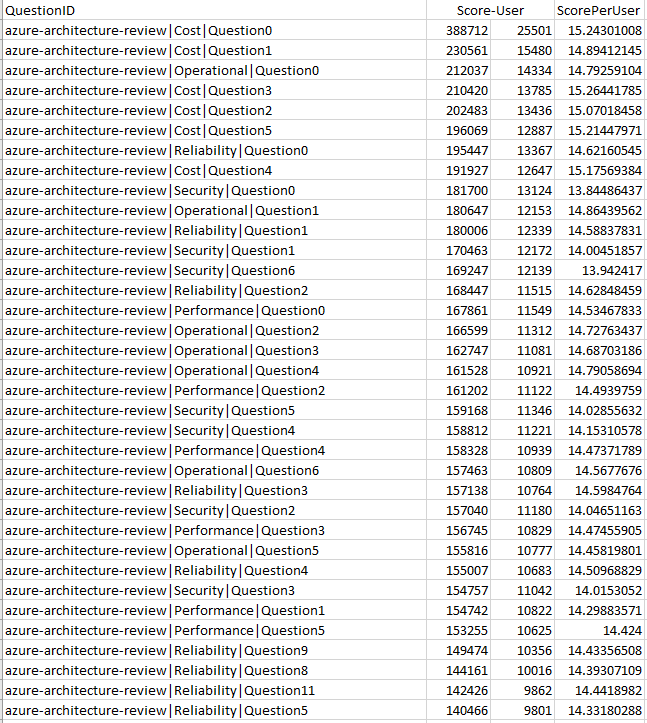 QuestionID Score-User ScorePerUser
azure-architecture-review|Cost|Question0 388712 25501 15.24301008
azure-architecture-review|Cost|Question1 230561 15480 14.89412145
azure-architecture-review|Operational|Question0 212037 14334 14.79259104
azure-architecture-review|Cost|Question3 210420 13785 15.26441785
azure-architecture-review|Cost|Question2 202483 13436 15.07018458
azure-architecture-review|Cost|Question5 196069 12887 15.21447971
azure-architecture-review|Reliability|Question0 195447 13367 14.62160545
azure-architecture-review|Cost|Question4 191927 12647 15.17569384
azure-architecture-review|Security|Question0 181700 13124 13.84486437
azure-architecture-review|Operational|Question1 180647 12153 14.86439562
azure-architecture-review|Reliability|Question1 180006 12339 14.58837831
azure-architecture-review|Security|Question1 170463 12172 14.00451857
azure-architecture-review|Security|Question6 169247 12139 13.942417
azure-architecture-review|Reliability|Question2 168447 11515 14.62848459
azure-architecture-review|Performance|Question0 167861 11549 14.53467833
azure-architecture-review|Operational|Question2 166599 11312 14.72763437
azure-architecture-review|Operational|Question3 162747 11081 14.68703186
azure-architecture-review|Operational|Question4 161528 10921 14.79058694
azure-architecture-review|Performance|Question2 161202 11122 14.4939759
azure-architecture-review|Security|Question5 159168 11346 14.02855632
azure-architecture-review|Security|Question4 158812 11221 14.15310578
azure-architecture-review|Performance|Question4 158328 10939 14.47371789
azure-architecture-review|Operational|Question6 157463 10809 14.5677676
azure-architecture-review|Reliability|Question3 157138 10764 14.5984764
azure-architecture-review|Security|Question2 157040 11180 14.04651163
azure-architecture-review|Performance|Question3 156745 10829 14.47455905
azure-architecture-review|Operational|Question5 155816 10777 14.45819801
azure-architecture-review|Reliability|Question4 155007 10683 14.50968829
azure-architecture-review|Security|Question3 154757 11042 14.0153052
azure-architecture-review|Performance|Question1 154742 10822 14.29883571
azure-architecture-review|Performance|Question5 153255 10625 14.424
azure-architecture-review|Reliability|Question9 149474 10356 14.43356508
azure-architecture-review|Reliability|Question8 144161 10016 14.39307109
azure-architecture-review|Reliability|Question11 142426 9862 14.4418982
azure-architecture-review|Reliability|Question5 140466 9801 14.33180288